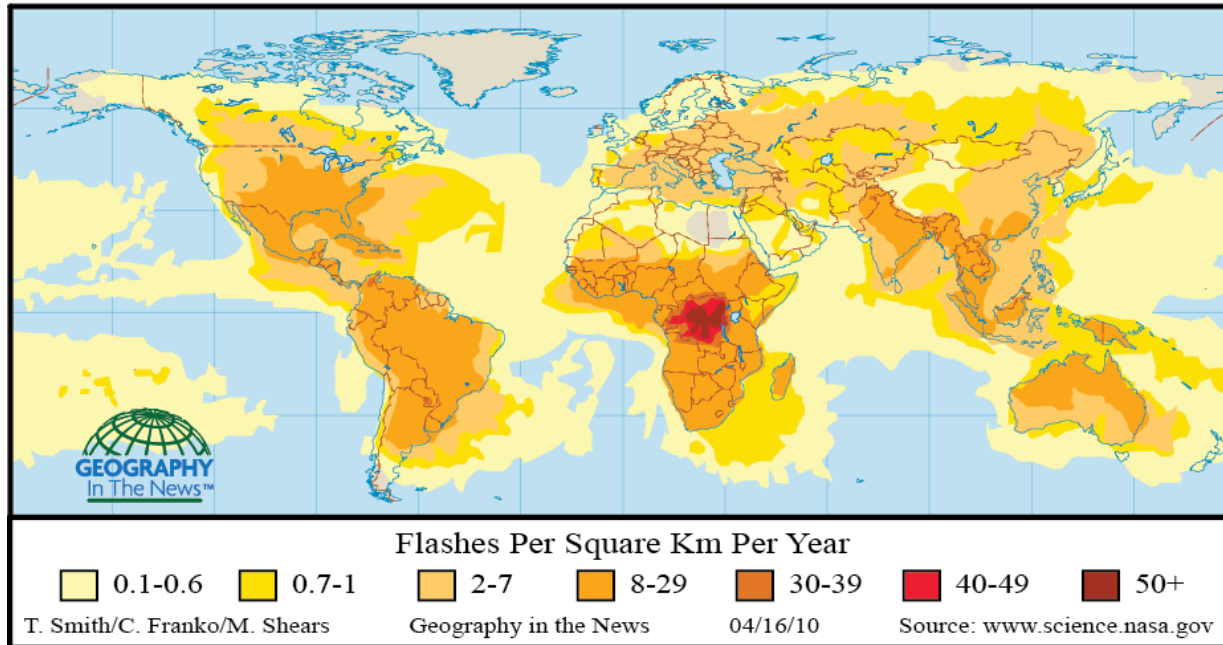 GEOGRAPHY
In The News™
Flashes Per Square Km Per Year
0.1-0.6 0.7-1 2-7 8-29 30-39 40-49 50+
T. Smith/C. Franko/M. Shears Geography in the News 04/16/10 Source: www.science.nasa.gov